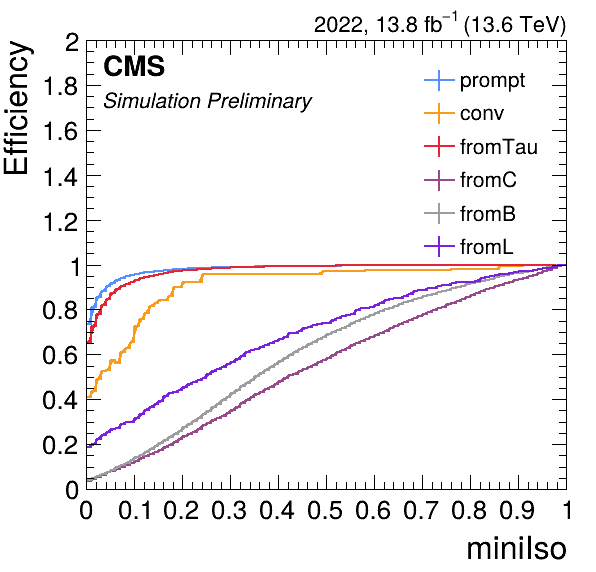 2022, 13.8 fb⁻¹ (13.6 TeV)
Efficiency
2
1.8
1.6
1.4
1.2
1
0.8
0.6
0.4
0.2
0
CMS
Simulation Preliminary
prompt
conv
fromTau
fromC
fromB
fromL
0 0.1 0.2 0.3 0.4 0.5 0.6 0.7 0.8 0.9 1
miniIso